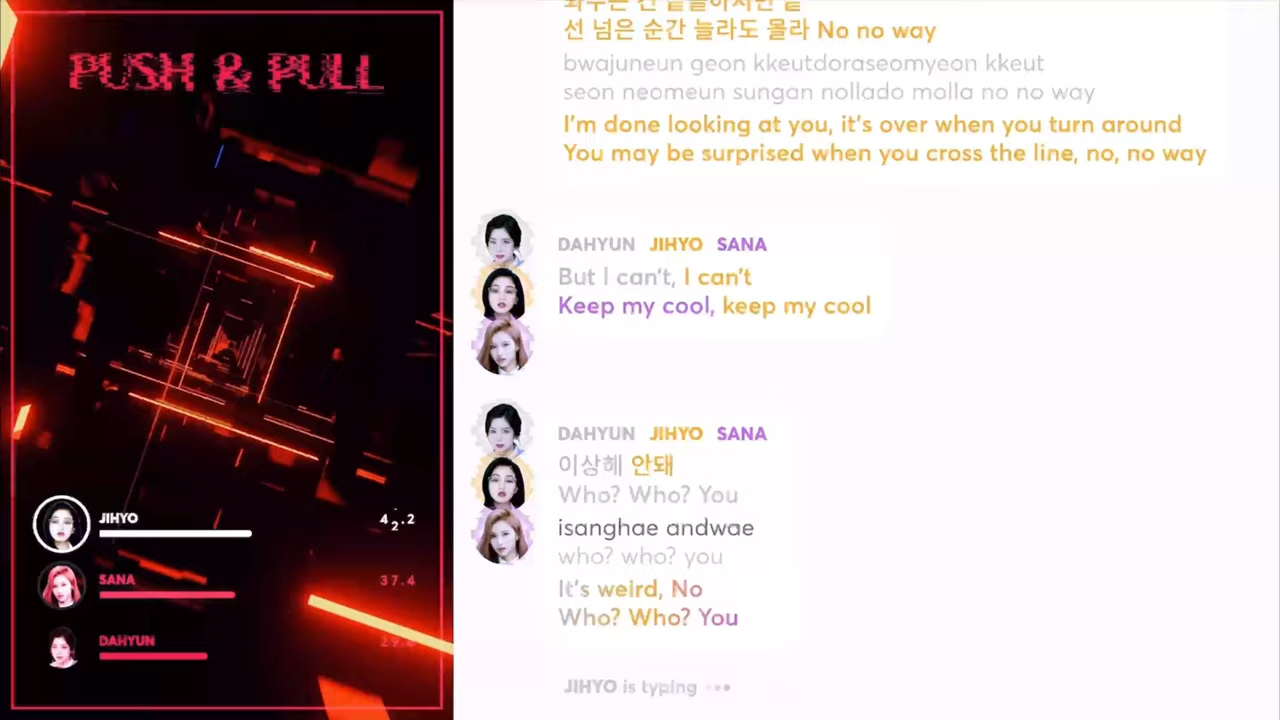 PUSH & PULL
JIHYO
SANA 37.4
DAHYUN
선 넘은 순간 늘라도 몰라 No no way
bwajuneun geon kkeutdoraseomyeon kkeut
seon neomeun sungan nollado molla no no way
I'm done looking at you, it's over when you turn around
You may be surprised when you cross the line, no, no way
DAHYUN JIHYO SANA
But I can't, I can't
Keep my cool, keep my cool
DAHYUN JIHYO SANA
이상해 안돼
Who? Who? You
isanghae andwae
who? who? you
It's weird, No
Who? Who? You
JIHYO is typing